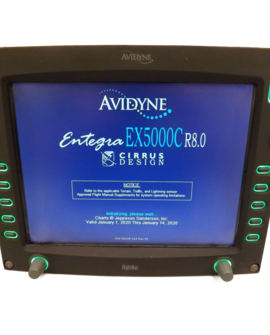 AVIDYNE
AVIDYNE
Entegra EX5000C R8.0
CIRRUS
DESIGN
NOTICE:
Refer to the applicable Terrain, Traffic, and Lightning sensor
Approved Flight Manual Supplements for system operating limitations.
Initializing, please wait.
Charts © Jeppesen Sanderson, Inc.
Valid January 1, 2020 Thru January 14, 2020